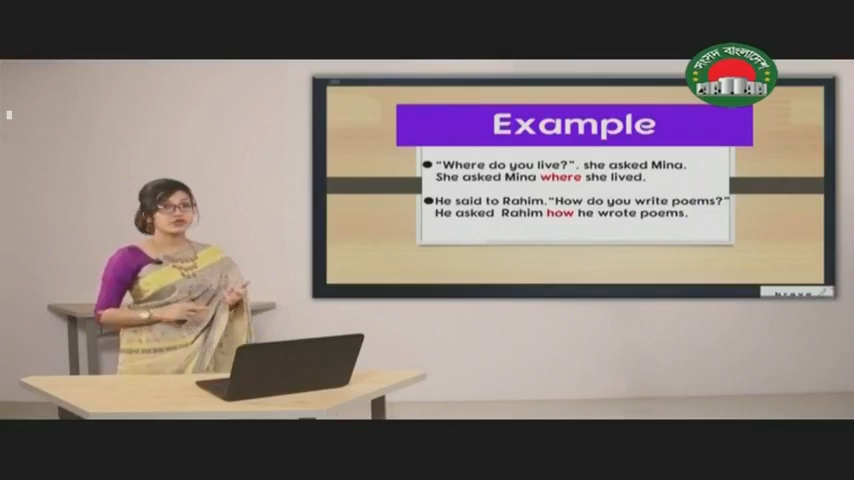 সংসদ বাংলাদেশ
Example
"Where do you live?", she asked Mina.
She asked Mina where she lived.
He said to Rahim. "How do you write poems?"
He asked Rahim how he wrote poems.